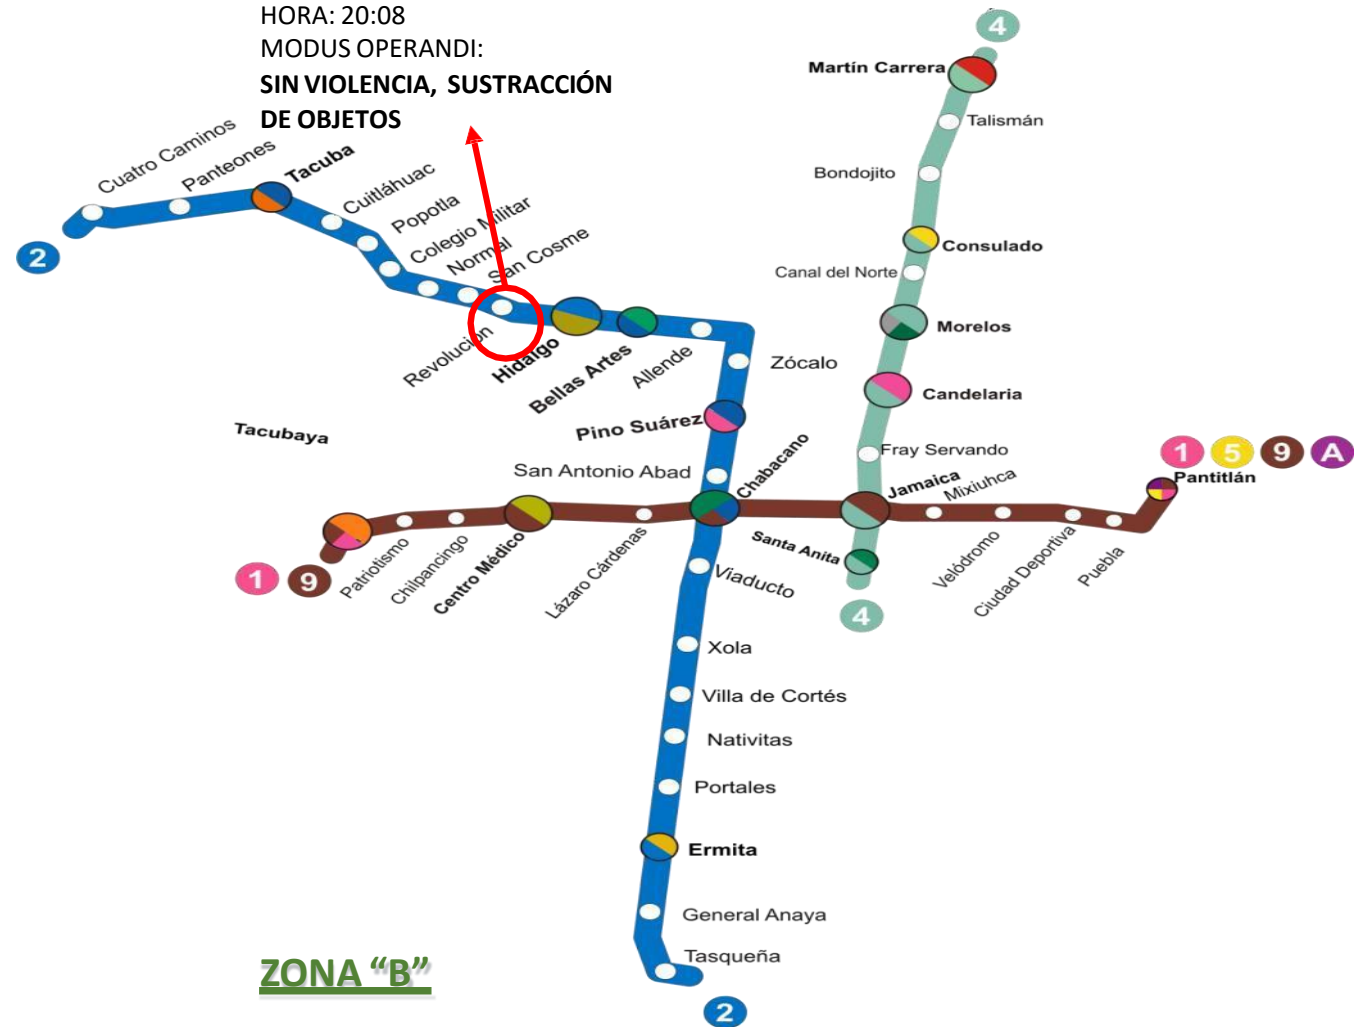 HORA: 20:08
MODUS OPERANDI:
SIN VIOLENCIA, SUSTRACCIÓN
DE OBJETOS
4
Martín Carrera
Talismán
Bondojito
Consulado
Canal del Norte
Morelos
Candelaria
Fray Servando
Jamaica
Santa Anita
4
2
Cuatro Caminos
Panteones
Tacuba
Cuitláhuac
Popotla
Colegio Militar
Normal
San Cosme
Revolución
Hidalgo
Bellas Artes
Allende
Zócalo
Pino Suárez
San Antonio Abad
Chabacano
Viaducto
Xola
Villa de Cortés
Nativitas
Portales
Ermita
General Anaya
Tasqueña
2
Tacubaya
1 9
Patriotismo
Chilpancingo
Centro Médico
Lázaro Cárdenas
Mixiuhca
Velódromo
Ciudad Deportiva
Puebla
1 5 9 A
Pantitlán
ZONA “B”